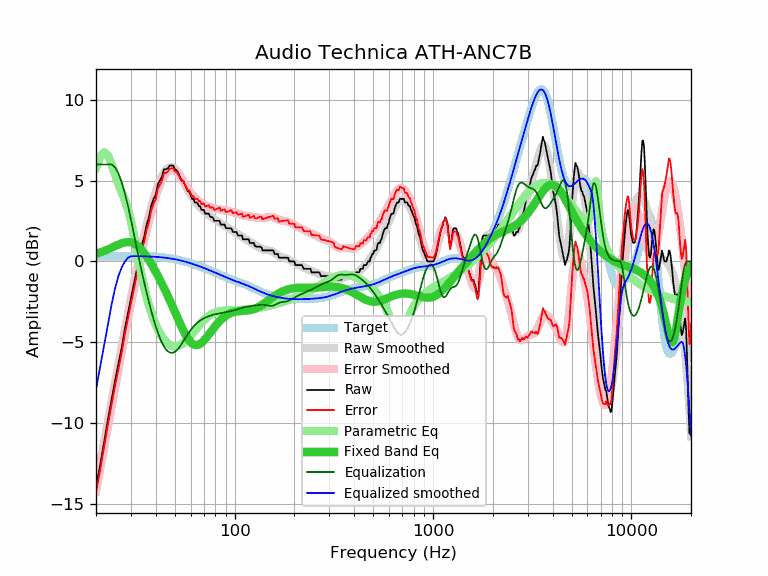 Audio Technica ATH-ANC7B
10
5
0
−5
−10
−15
Amplitude (dBr)
Target
Raw Smoothed
Error Smoothed
Raw
Error
Parametric Eq
Fixed Band Eq
Equalization
Equalized smoothed
100
1000
10000
Frequency (Hz)